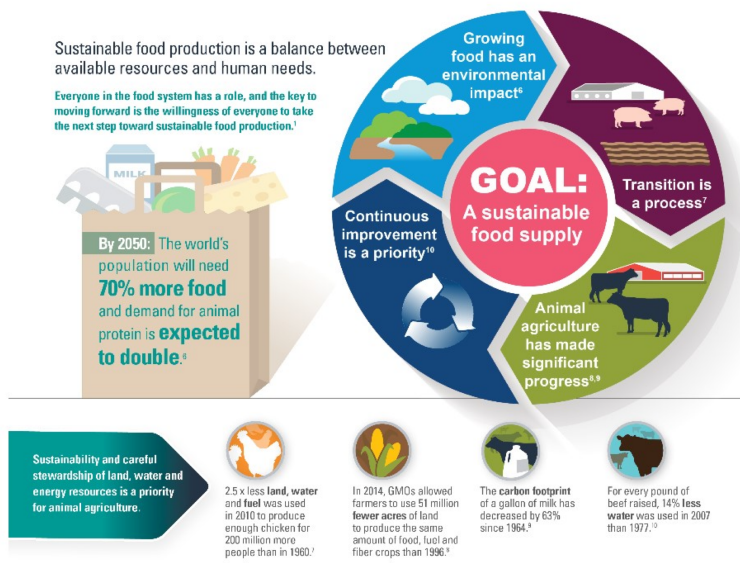 Sustainable food production is a balance between
available resources and human needs.
Everyone in the food system has a role, and the key to
moving forward is the willingness of everyone to take
the next step toward sustainable food production.¹
MILK
By 2050: The world's
population will need
70% more food
and demand for animal
protein is expected
to double.⁶
Growing
food has an
environmental
impact⁶
Transition is
a process⁷
Animal
agriculture
has made
significant
progress⁸,⁹
Continuous
improvement
is a priority¹⁰
GOAL:
A sustainable
food supply
Sustainability and careful
stewardship of land, water and
energy resources is a priority
for animal agriculture.
2.5 x less land, water
and fuel was used
in 2010 to produce
enough chicken for
200 million more
people than in 1960.⁷
In 2014, GMOs allowed
farmers to use 51 million
fewer acres of land
to produce the same
amount of food, fuel and
fiber crops than 1996.⁸
The carbon footprint
of a gallon of milk has
decreased by 63%
since 1964.⁹
For every pound of
beef raised, 14% less
water was used in 2007
than 1977.¹⁰